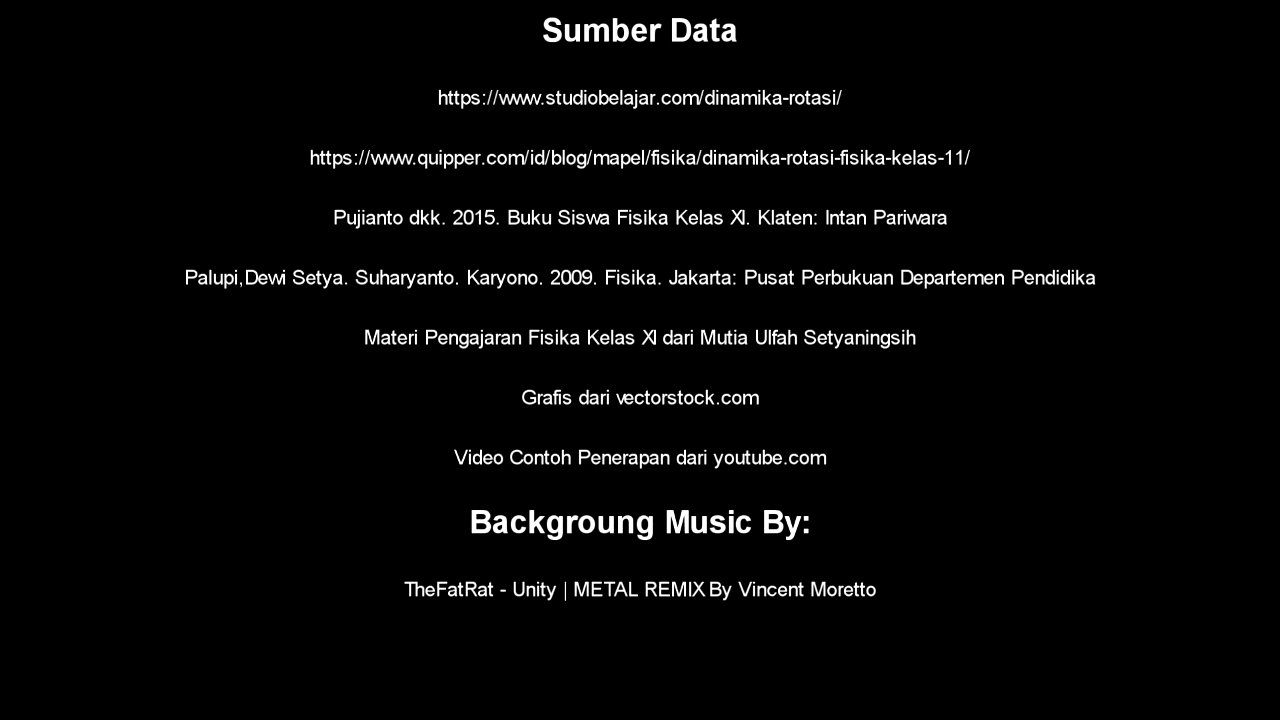 Sumber Data
https://www.studiobelajar.com/dinamika-rotasi/
https://www.quipper.com/id/blog/mapel/fisika/dinamika-rotasi-fisika-kelas-11/
Pujianto dkk. 2015. Buku Siswa Fisika Kelas XI. Klaten: Intan Pariwara
Palupi,Dewi Setya. Suharyanto. Karyono. 2009. Fisika. Jakarta: Pusat Perbukuan Departemen Pendidika
Materi Pengajaran Fisika Kelas XI dari Mutia Ulfah Setyaningsih
Grafis dari vectorstock.com
Video Contoh Penerapan dari youtube.com
Backgroung Music By:
TheFatRat - Unity | METAL REMIX By Vincent Moretto